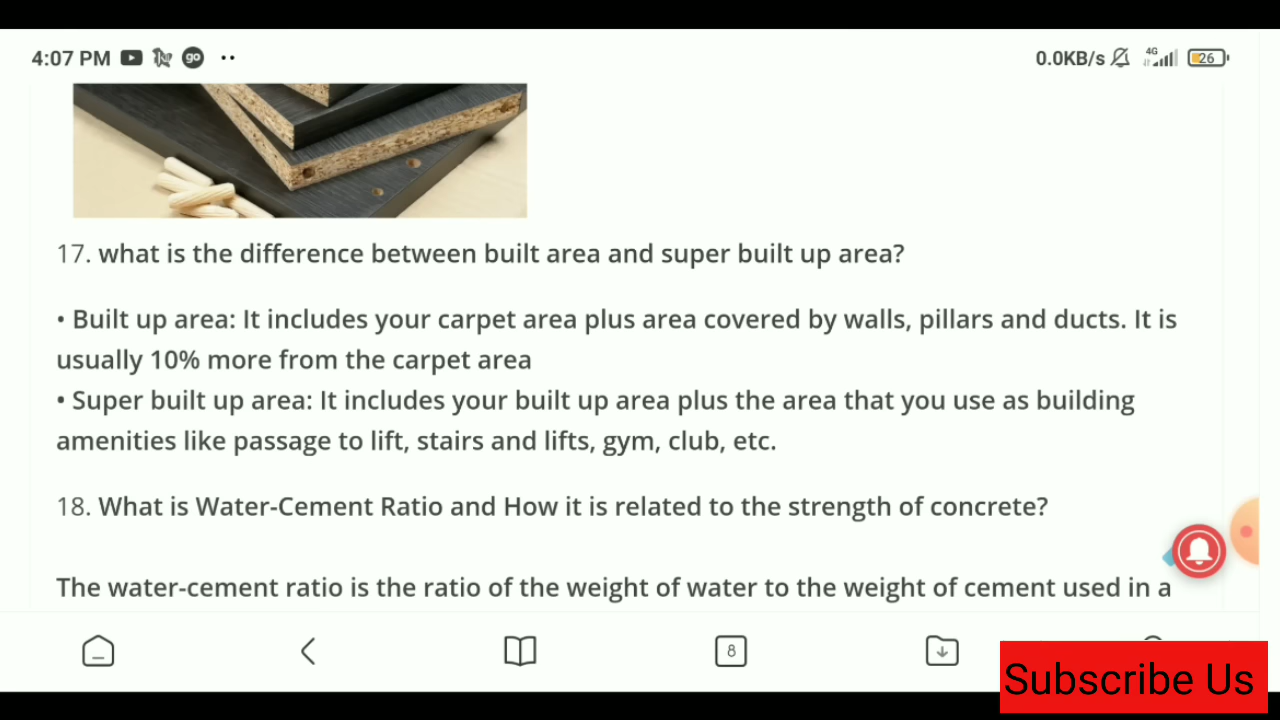 4:07 PM go 0.0KB/s 4G 26
17. what is the difference between built area and super built up area?
• Built up area: It includes your carpet area plus area covered by walls, pillars and ducts. It is
usually 10% more from the carpet area
• Super built up area: It includes your built up area plus the area that you use as building
amenities like passage to lift, stairs and lifts, gym, club, etc.
18. What is Water-Cement Ratio and How it is related to the strength of concrete?
The water-cement ratio is the ratio of the weight of water to the weight of cement used in a
8
Subscribe Us